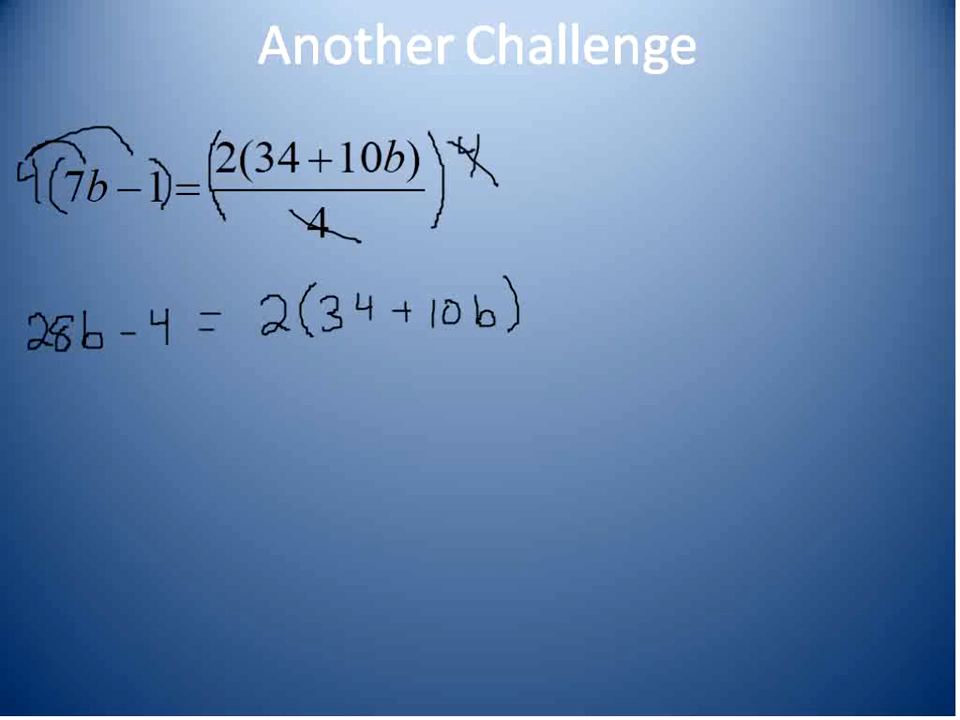 Another Challenge
4(7b − 1) = (2(34 + 10b)/4) 4
28b - 4 = 2(34 + 10b)